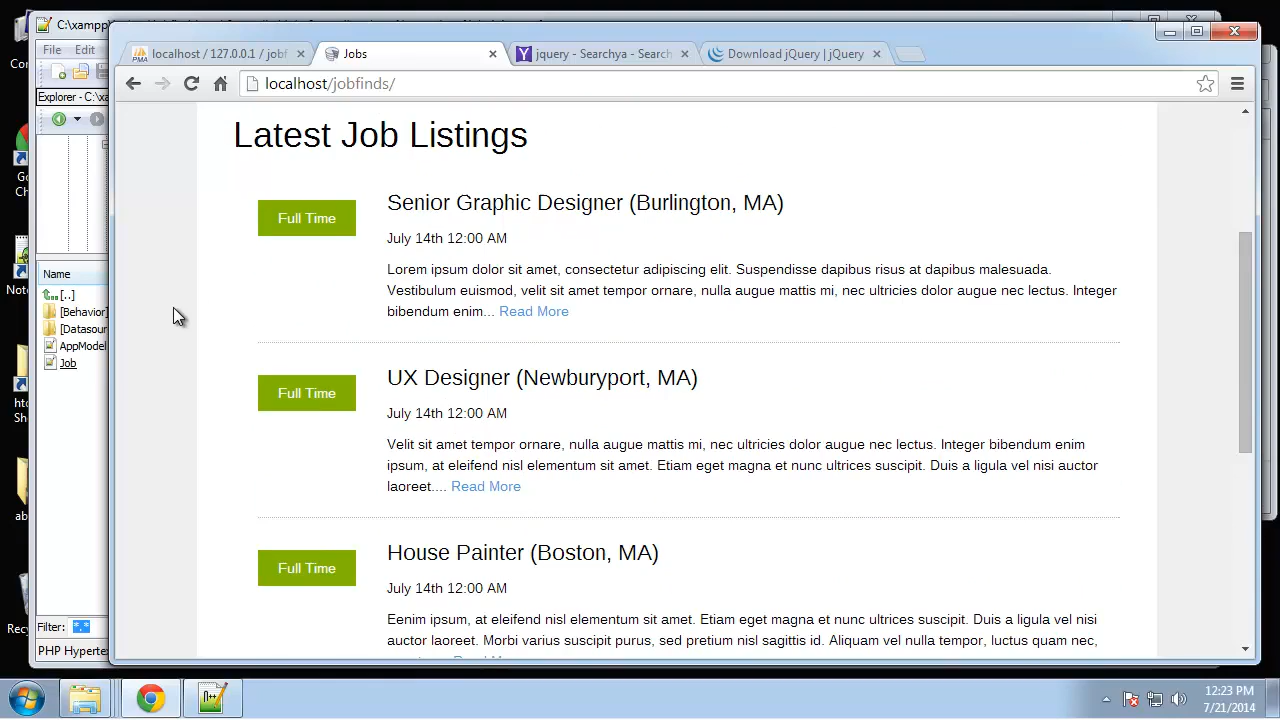 C:\xampp
localhost / 127.0.0.1 / jobf
Jobs
jquery - Searchya - Search
Download jQuery | jQuery
File Edit
localhost/jobfinds/
Explorer - C:\xa
Latest Job Listings
Full Time
Senior Graphic Designer (Burlington, MA)
July 14th 12:00 AM
Lorem ipsum dolor sit amet, consectetur adipiscing elit. Suspendisse dapibus risus at dapibus malesuada.
Vestibulum euismod, velit sit amet tempor ornare, nulla augue mattis mi, nec ultricies dolor augue nec lectus. Integer
bibendum enim... Read More
Name
[..]
[Behavior]
[Datasour
AppModel
Job
Full Time
UX Designer (Newburyport, MA)
July 14th 12:00 AM
Velit sit amet tempor ornare, nulla augue mattis mi, nec ultricies dolor augue nec lectus. Integer bibendum enim
ipsum, at eleifend nisl elementum sit amet. Etiam eget magna et nunc ultrices suscipit. Duis a ligula vel nisi auctor
laoreet.... Read More
Full Time
House Painter (Boston, MA)
July 14th 12:00 AM
Eenim ipsum, at eleifend nisl elementum sit amet. Etiam eget magna et nunc ultrices suscipit. Duis a ligula vel nisi
auctor laoreet. Morbi varius suscipit purus, sed pretium nisl sagittis id. Aliquam vel nulla tempor, luctus quam nec,
Filter: *.*
PHP Hypertex
12:23 PM
7/21/2014